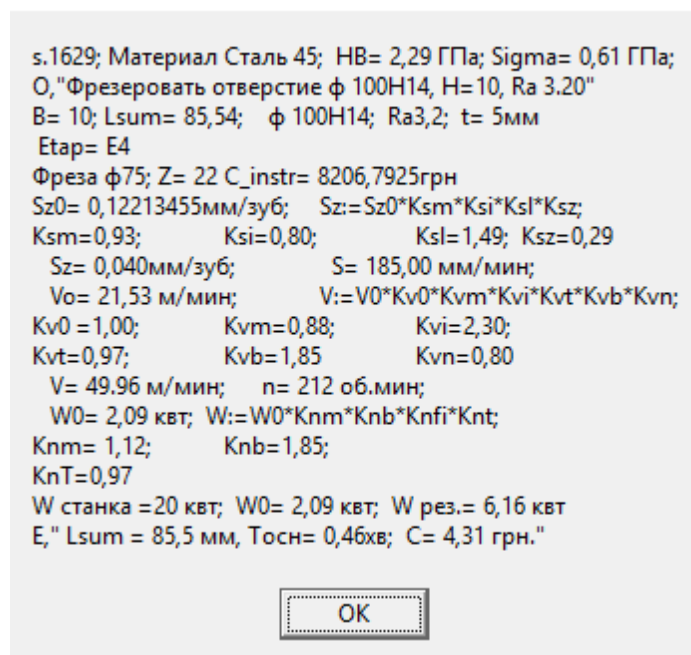 s.1629; Материал Сталь 45; HB= 2,29 ГПа; Sigma= 0,61 ГПа;
O,"Фрезеровать отверстие ф 100H14, H=10, Ra 3.20"
B= 10; Lsum= 85,54; ф 100H14; Ra3,2; t= 5мм
Etap= E4
Фреза ф75; Z= 22 C_instr= 8206,7925грн
Sz0= 0,12213455мм/зуб; Sz:=Sz0*Ksm*Ksi*Ksl*Ksz;
Ksm=0,93; Ksi=0,80; Ksl=1,49; Ksz=0,29
Sz= 0,040мм/зуб; S= 185,00 мм/мин;
Vo= 21,53 м/мин; V:=V0*Kv0*Kvm*Kvi*Kvt*Kvb*Kvn;
Kv0 =1,00; Kvm=0,88; Kvi=2,30;
Kvt=0,97; Kvb=1,85 Kvn=0,80
V= 49.96 м/мин; n= 212 об.мин;
W0= 2,09 квт; W:=W0*Knm*Knb*Knfi*Knt;
Knm= 1,12; Knb=1,85;
KnT=0,97
W станка =20 квт; W0= 2,09 квт; W рез.= 6,16 квт
E," Lsum = 85,5 мм, Tосн= 0,46хв; C= 4,31 грн."
OK